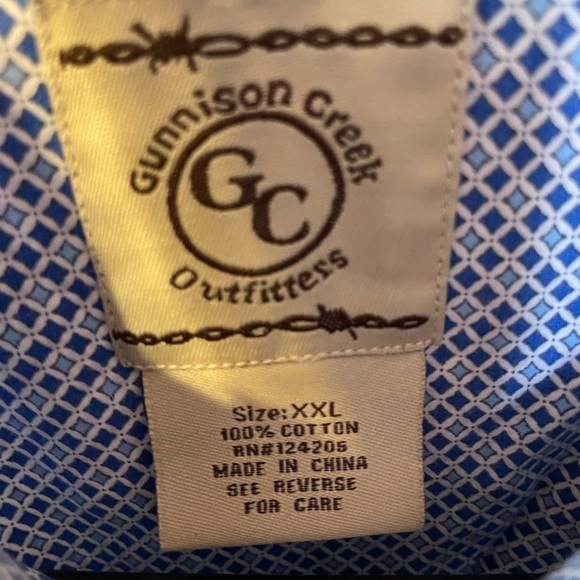 Gunnison Creek
GC
Outfitters
Size: XXL
100% COTTON
RN#124205
MADE IN CHINA
SEE REVERSE
FOR CARE